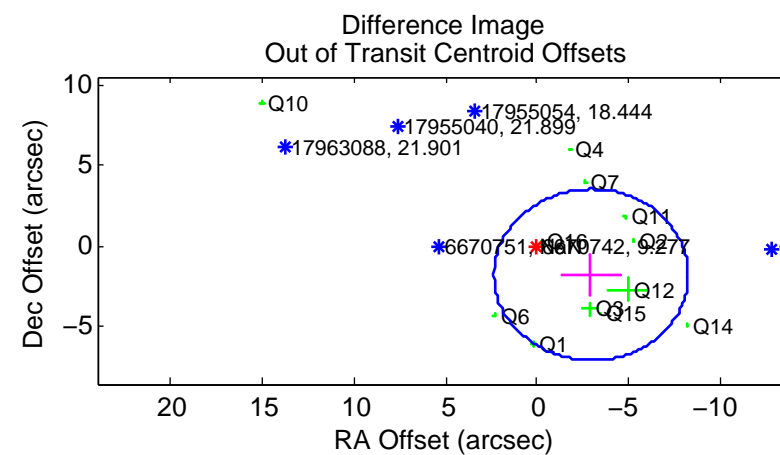 Difference Image
Out of Transit Centroid Offsets
10
Q10
17955054, 18.444
17955040, 21.899
17963088, 21.901
Q4
5
Q7
Q11
Q16
Q2
0
6670751,
6670742, 9.277
Q12
Q3
Q15
−5
Q6
Q14
Q1
20
15
10
5
0
−5
−10
RA Offset (arcsec)
Dec Offset (arcsec)